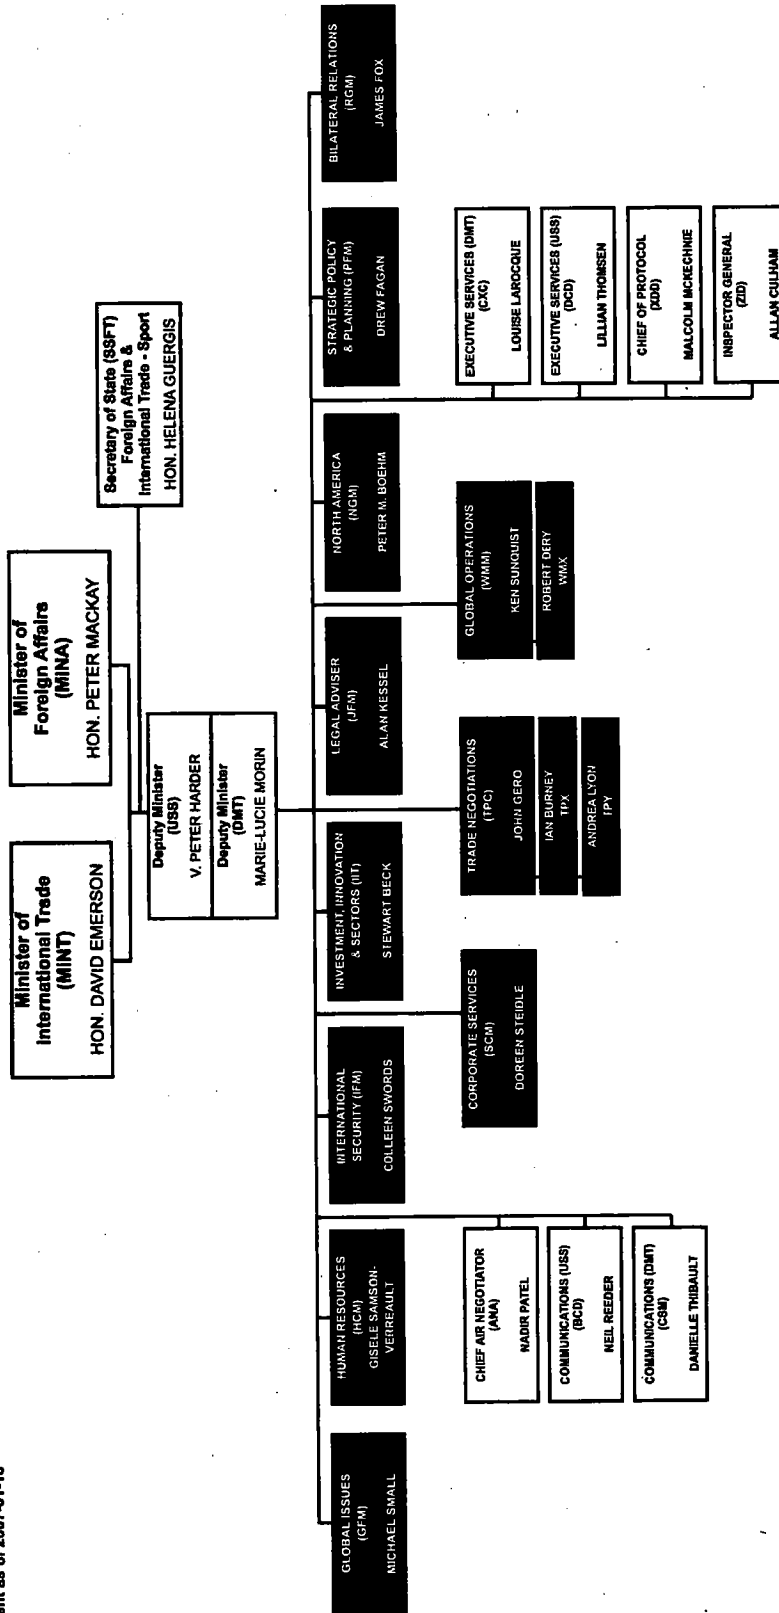 Minister of
International Trade
(MINT)
HON. DAVID EMERSON
Minister of
Foreign Affairs
(MINA)
HON. PETER MACKAY
Secretary of State (SSFT)
Foreign Affairs &
International Trade - Sport
HON. HELENA GUERGIS
Deputy Minister
(USS)
V. PETER HARDER
Deputy Minister
(DMT)
MARIE-LUCIE MORIN
GLOBAL ISSUES
(GFM)
MICHAEL SMALL
HUMAN RESOURCES
(HCM)
GISELE SAMSON-
VERREAULT
INTERNATIONAL
SECURITY (IFM)
COLLEEN SWORDS
INVESTMENT, INNOVATION
& SECTORS (IIT)
STEWART BECK
LEGAL ADVISER
(JFM)
ALAN KESSEL
NORTH AMERICA
(NGM)
PETER M. BOEHM
STRATEGIC POLICY
& PLANNING (PFM)
DREW FAGAN
BILATERAL RELATIONS
(RGM)
JAMES FOX
CHIEF AIR NEGOTIATOR
(ANA)
NADIR PATEL
COMMUNICATIONS (USS)
(BCD)
NEIL REEDER
COMMUNICATIONS (DMT)
(CSM)
DANIELLE THIBAULT
CORPORATE SERVICES
(SCM)
DOREEN STEIDLE
TRADE NEGOTIATIONS
(TPC)
JOHN GERO
IAN BURNEY
TPX
ANDREA LYON
TPY
GLOBAL OPERATIONS
(WMM)
KEN SUNQUIST
ROBERT DERY
WMX
EXECUTIVE SERVICES (DMT)
(CXC)
LOUISE LAROCQUE
EXECUTIVE SERVICES (USS)
(DCD)
LILLIAN THOMSEN
CHIEF OF PROTOCOL
(XDD)
MALCOLM MCKECHNIE
INSPECTOR GENERAL
(ZID)
ALLAN CULHAM